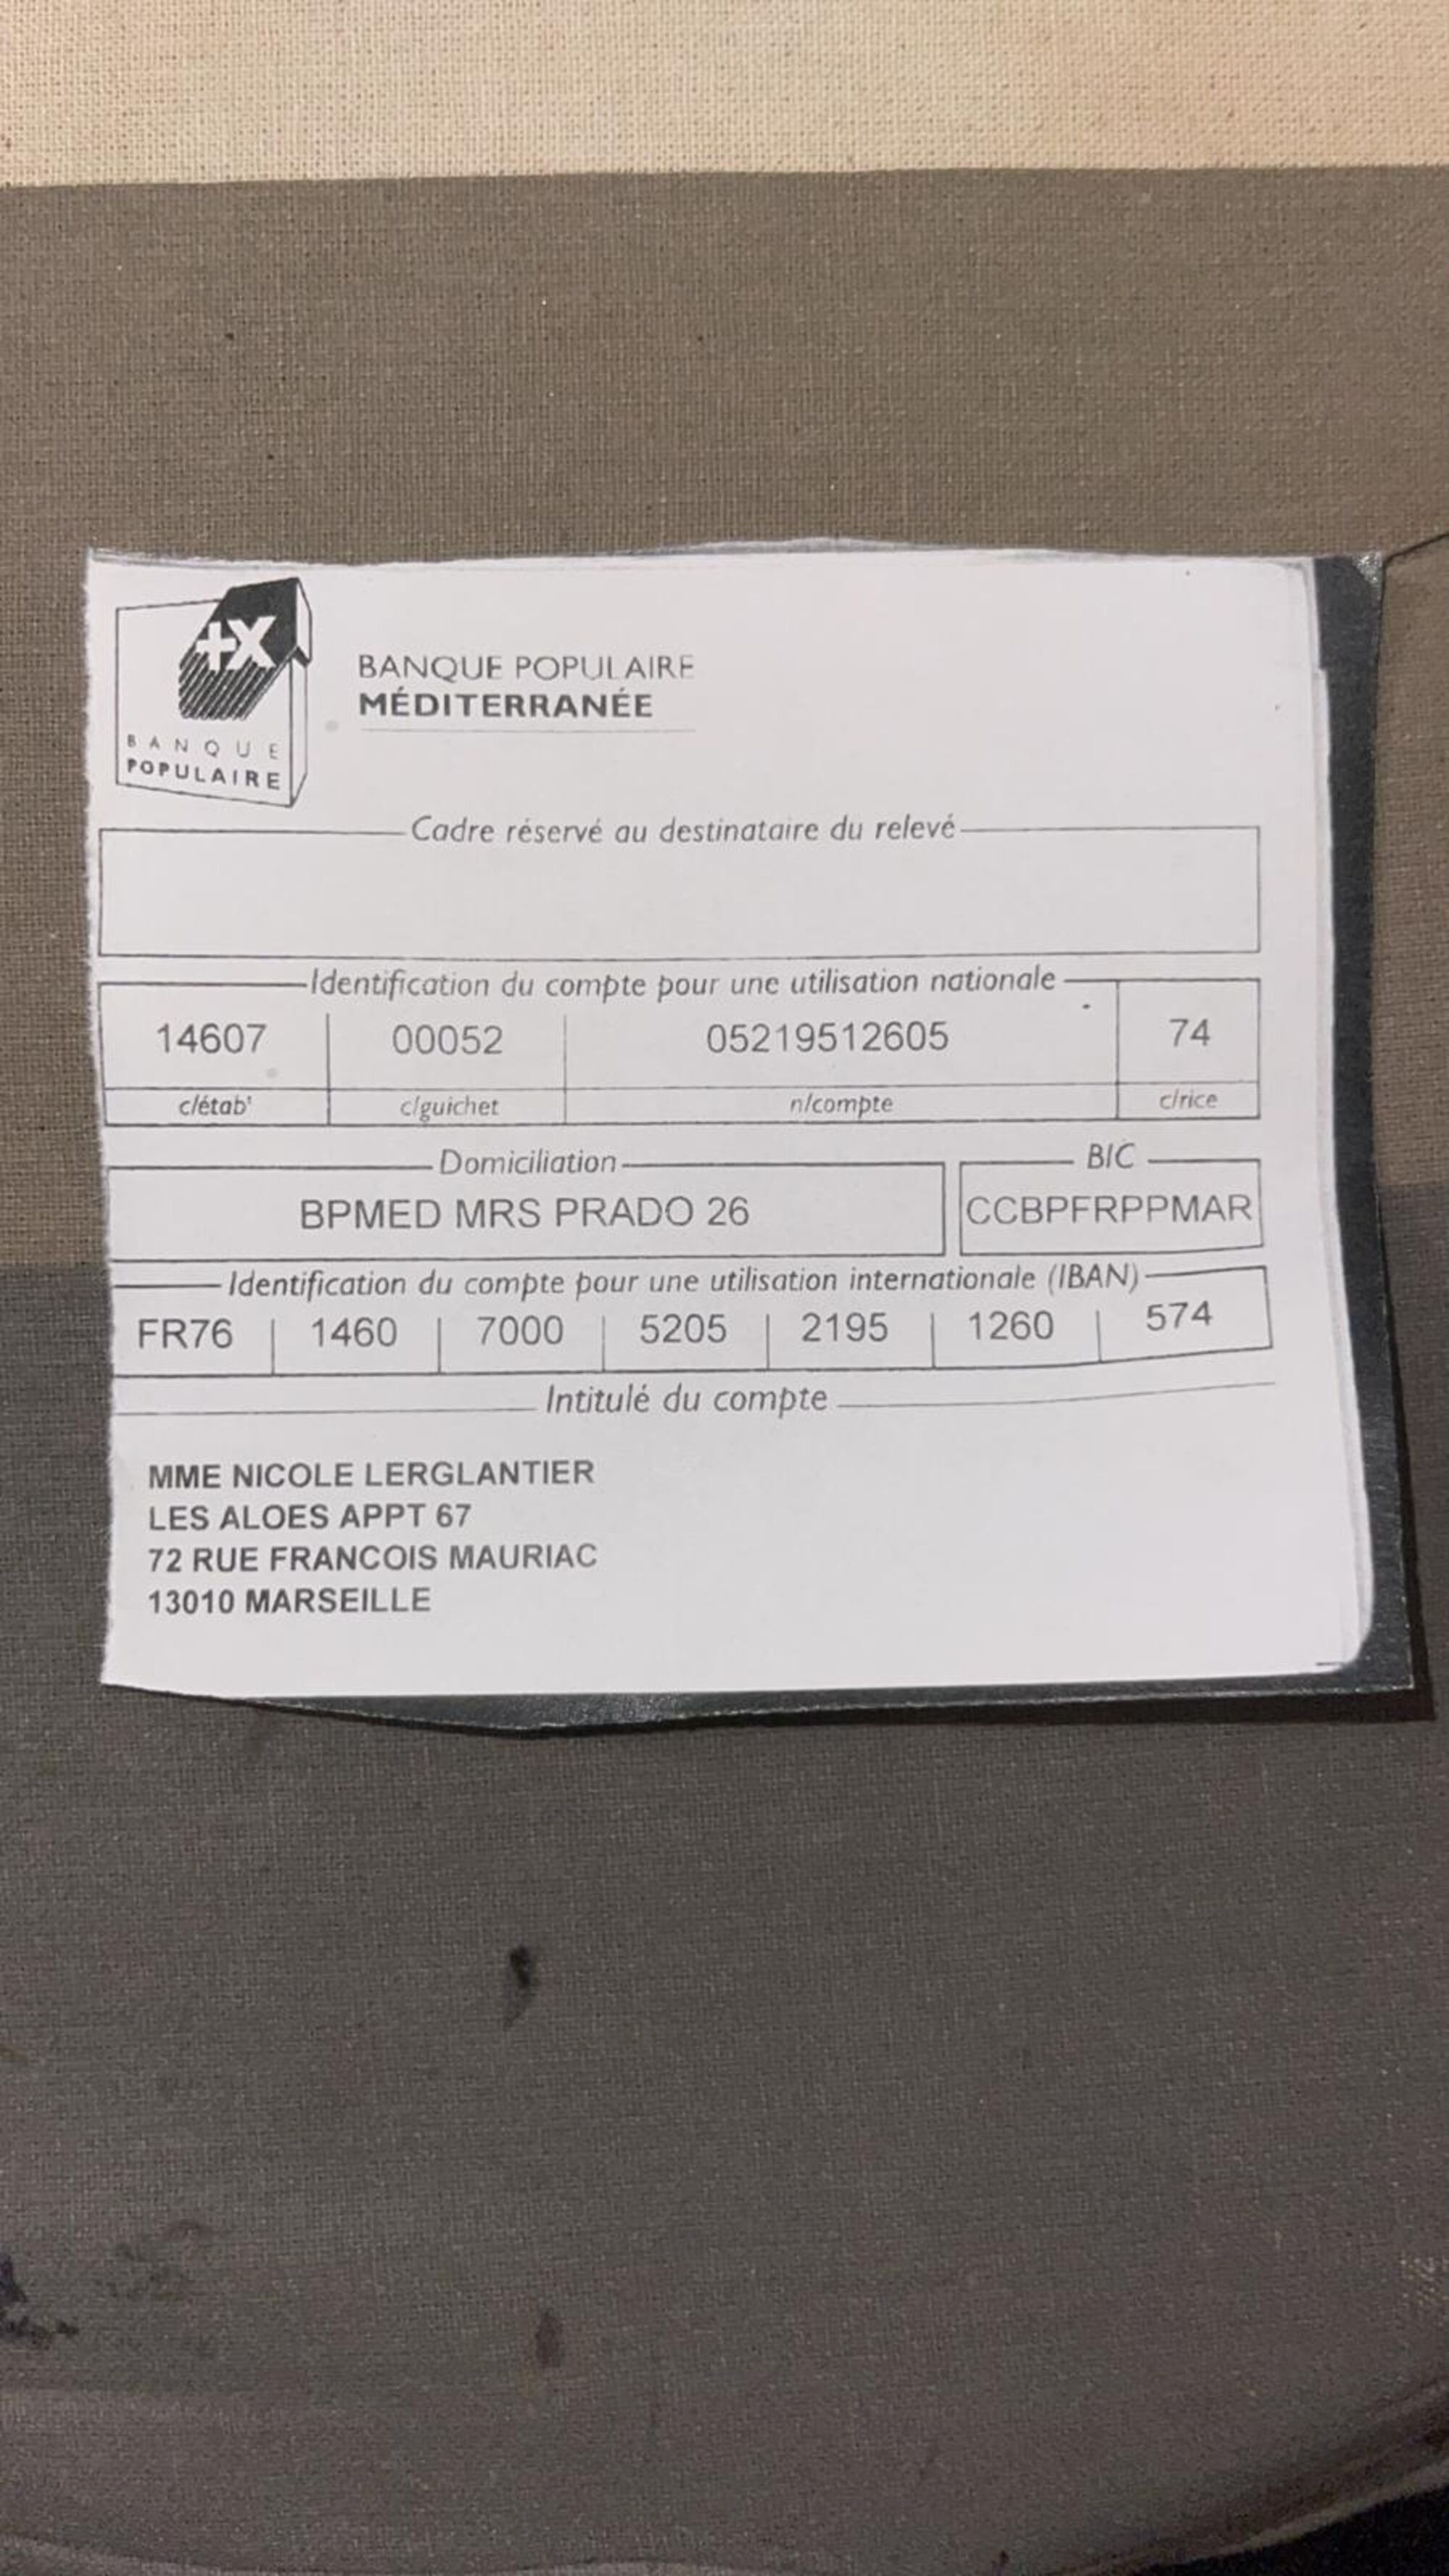 +X
BANQUE
POPULAIRE
BANQUE POPULAIRE
MÉDITERRANÉE
Cadre réservé au destinataire du relevé
Identification du compte pour une utilisation nationale
14607 00052 05219512605 74
c/étabᵗ c/guichet n/compte c/rice
Domiciliation BIC
BPMED MRS PRADO 26 CCBPFRPPMAR
Identification du compte pour une utilisation internationale (IBAN)
FR76 1460 7000 5205 2195 1260 574
Intitulé du compte
MME NICOLE LERGLANTIER
LES ALOES APPT 67
72 RUE FRANCOIS MAURIAC
13010 MARSEILLE